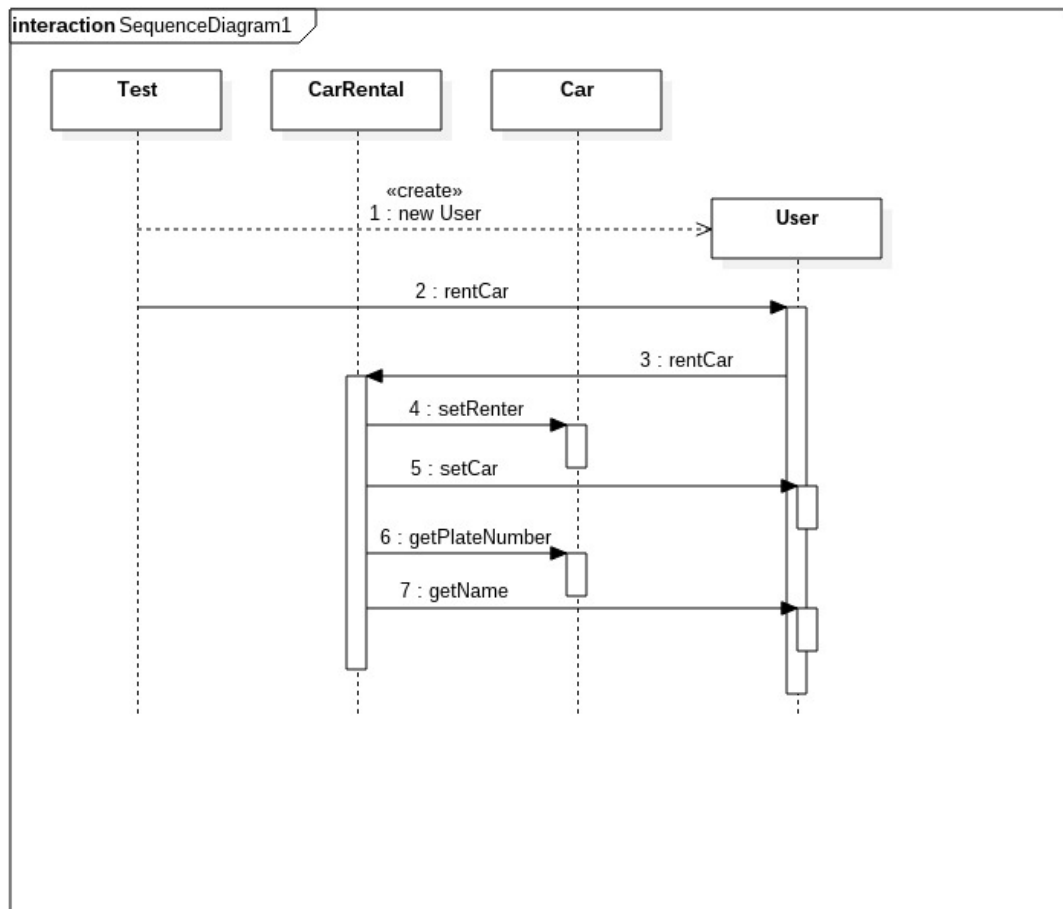 interaction SequenceDiagram1
Test
CarRental
Car
«create»
1 : new User
User
2 : rentCar
3 : rentCar
4 : setRenter
5 : setCar
6 : getPlateNumber
7 : getName